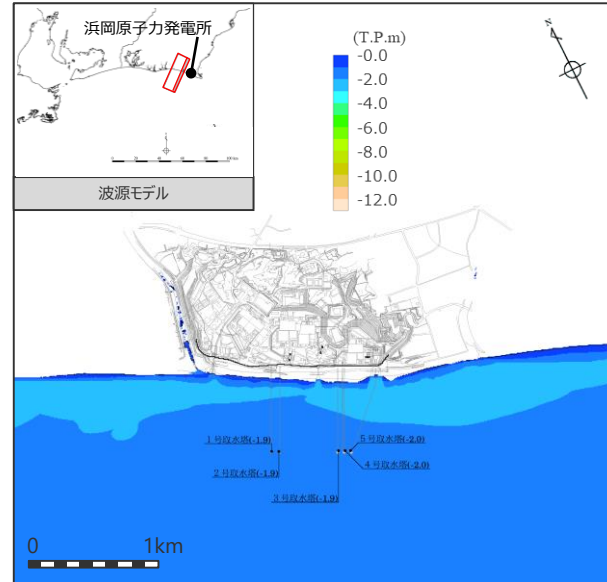 浜岡原子力発電所
波源モデル
(T.P.m)
-0.0
-2.0
-4.0
-6.0
-8.0
-10.0
-12.0
N
1号取水塔(-1.9)
2号取水塔(-1.9)
3号取水塔(-1.9)
5号取水塔(-2.0)
4号取水塔(-2.0)
0 1km